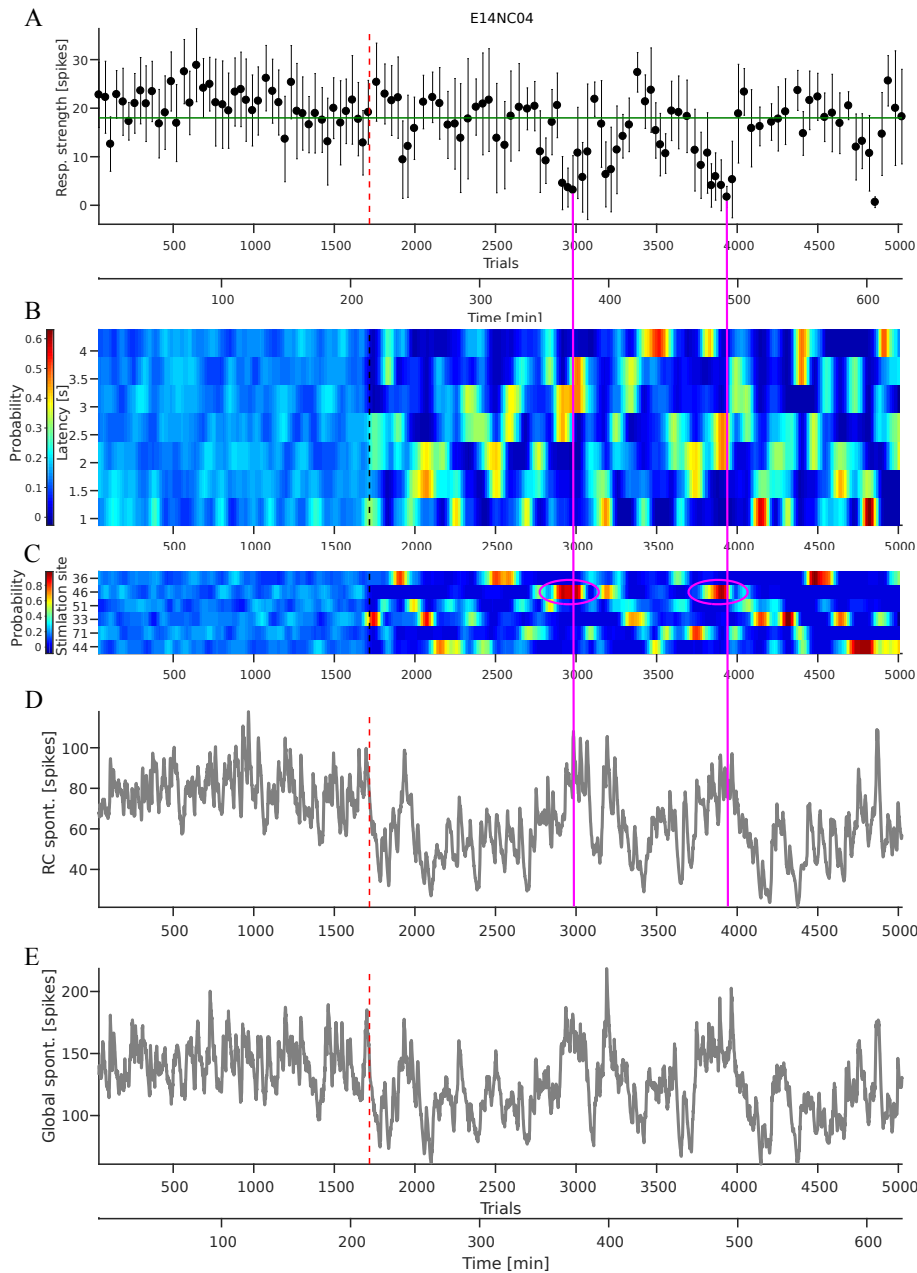 E14NC04
A
Resp. strength [spikes]
30
20
10
0
500 1000 1500 2000 2500 3000 3500 4000 4500 5000
Trials
100 200 300 400 500 600
Time [min]
B
Probability
0.6
0.5
0.4
0.3
0.2
0.1
0
Latency [s]
4
3.5
3
2.5
2
1.5
1
500 1000 1500 2000 2500 3000 3500 4000 4500 5000
C
Probability
0.8
0.6
0.4
0.2
0
Stimlation site
36
46
51
33
71
44
500 1000 1500 2000 2500 3000 3500 4000 4500 5000
D
RC spont. [spikes]
100
80
60
40
500 1000 1500 2000 2500 3000 3500 4000 4500 5000
E
Global spont. [spikes]
200
150
100
500 1000 1500 2000 2500 3000 3500 4000 4500 5000
Trials
100 200 300 400 500 600
Time [min]